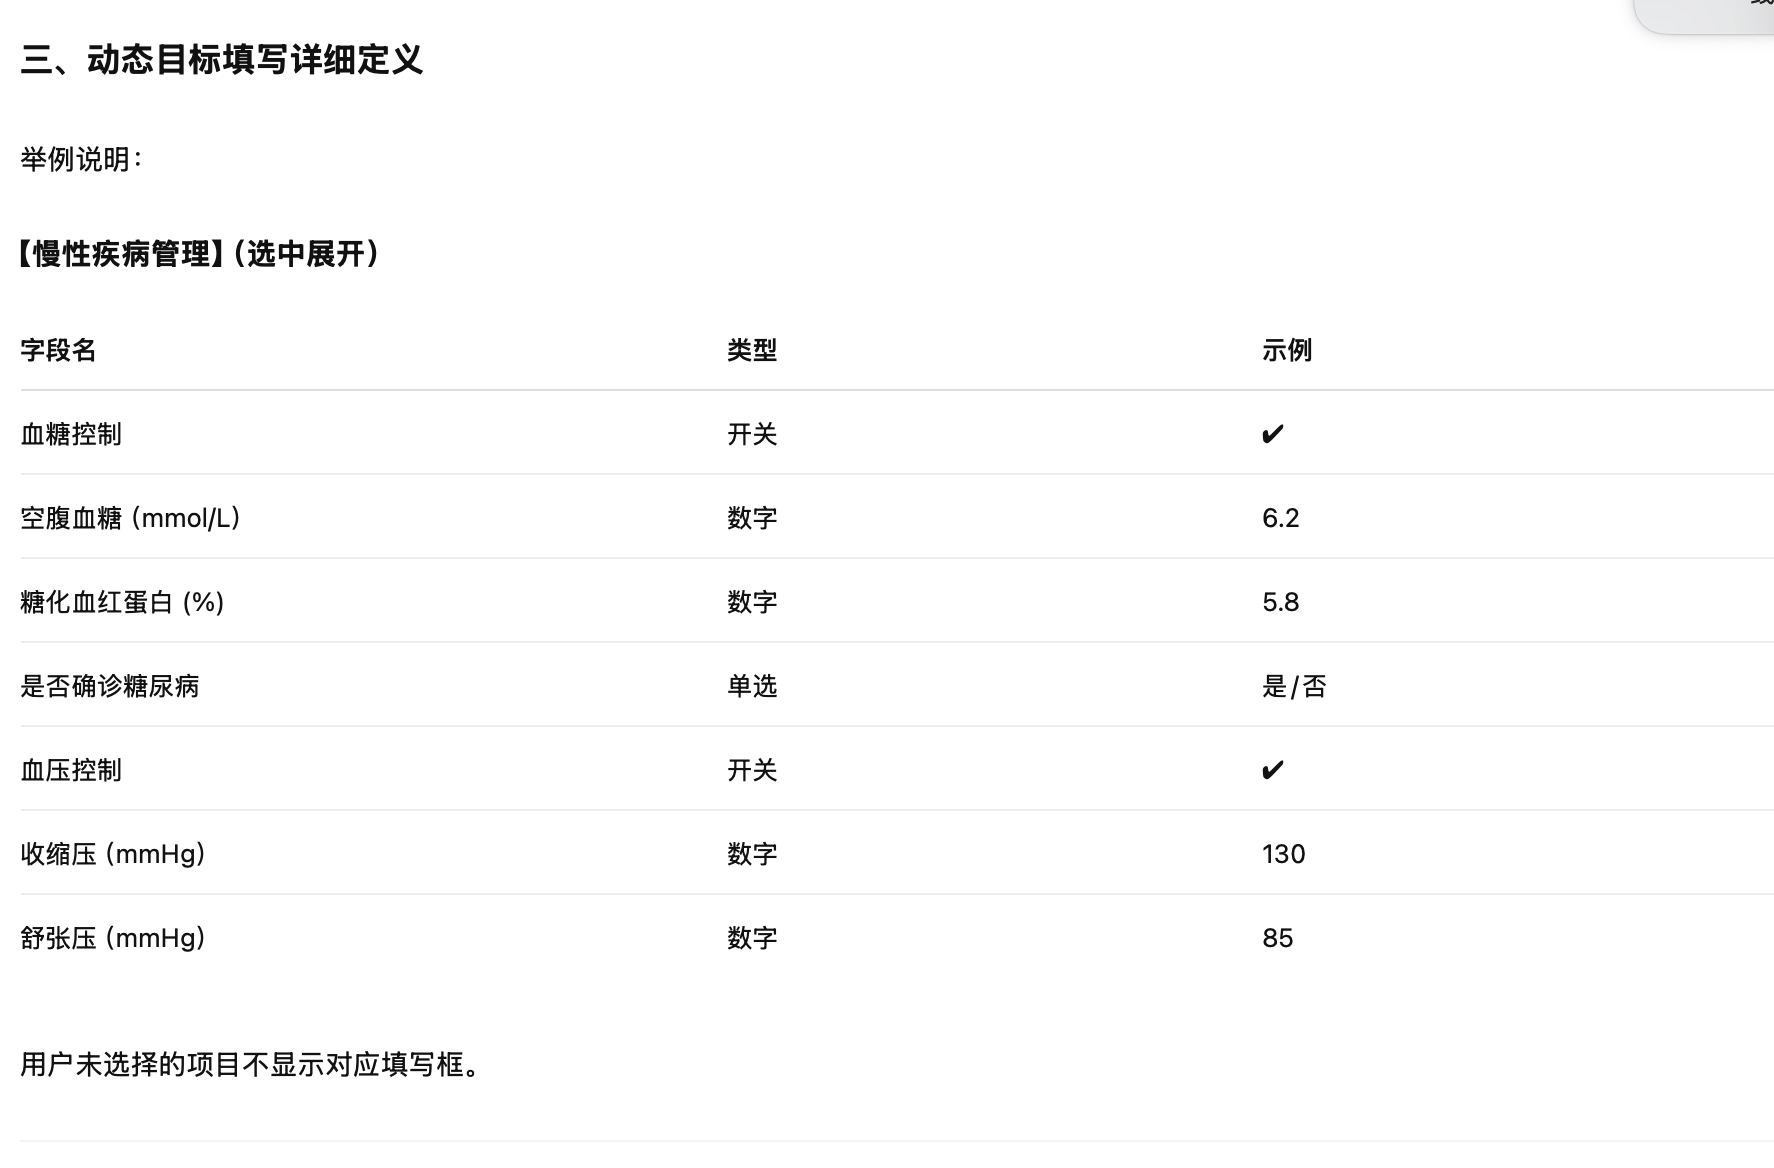 三、动态目标填写详细定义
举例说明：
【慢性疾病管理】（选中展开）
字段名 类型 示例
血糖控制 开关 ✔
空腹血糖 (mmol/L) 数字 6.2
糖化血红蛋白 (%) 数字 5.8
是否确诊糖尿病 单选 是/否
血压控制 开关 ✔
收缩压 (mmHg) 数字 130
舒张压 (mmHg) 数字 85
用户未选择的项目不显示对应填写框。